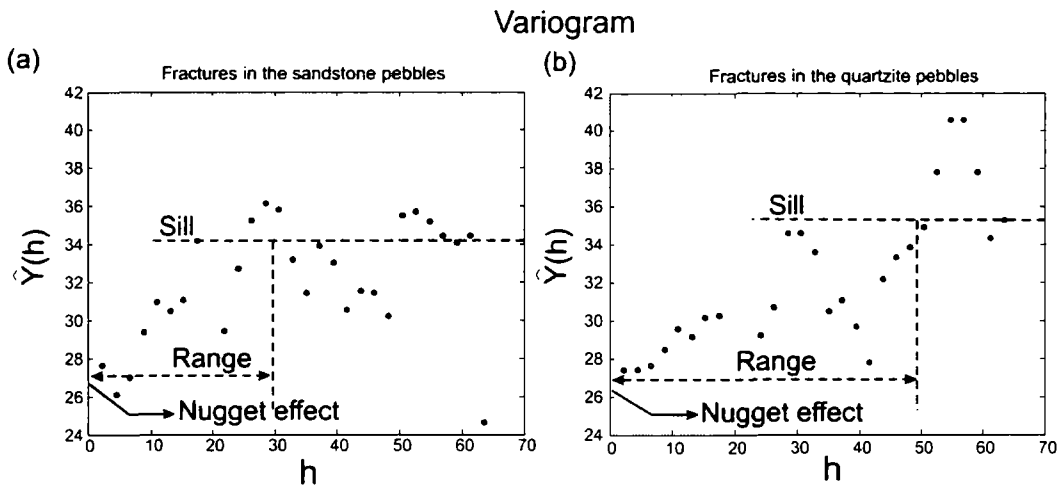 Variogram
(a)
Fractures in the sandstone pebbles
42
40
38
36
34
32
30
28
26
24
Ŷ(h)
Sill
Range
Nugget effect
0 10 20 30 40 50 60 70
h
(b)
Fractures in the quartzite pebbles
42
40
38
36
34
32
30
28
26
24
Ŷ(h)
Sill
Range
Nugget effect
0 10 20 30 40 50 60 70
h